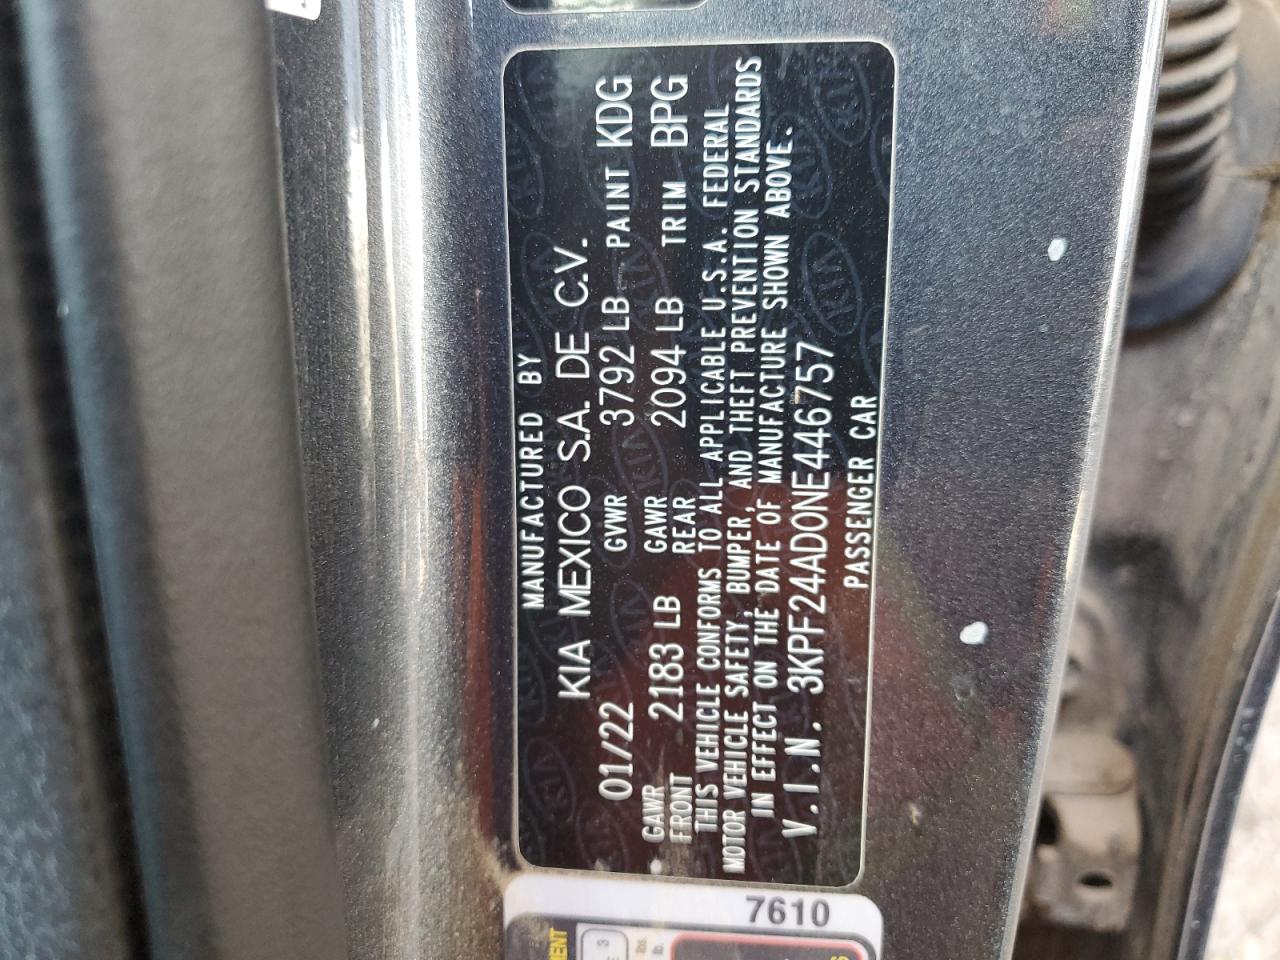 MANUFACTURED BY
KIA MEXICO S.A. DE C.V.
01/22 GVWR 3792 LB PAINT KDG
GAWR FRONT 2183 LB GAWR REAR 2094 LB TRIM BPG
THIS VEHICLE CONFORMS TO ALL APPLICABLE U.S.A. FEDERAL
MOTOR VEHICLE SAFETY, BUMPER, AND THEFT PREVENTION STANDARDS
IN EFFECT ON THE DATE OF MANUFACTURE SHOWN ABOVE.
V.I.N. 3KPF24AD0NE446757
PASSENGER CAR
7610